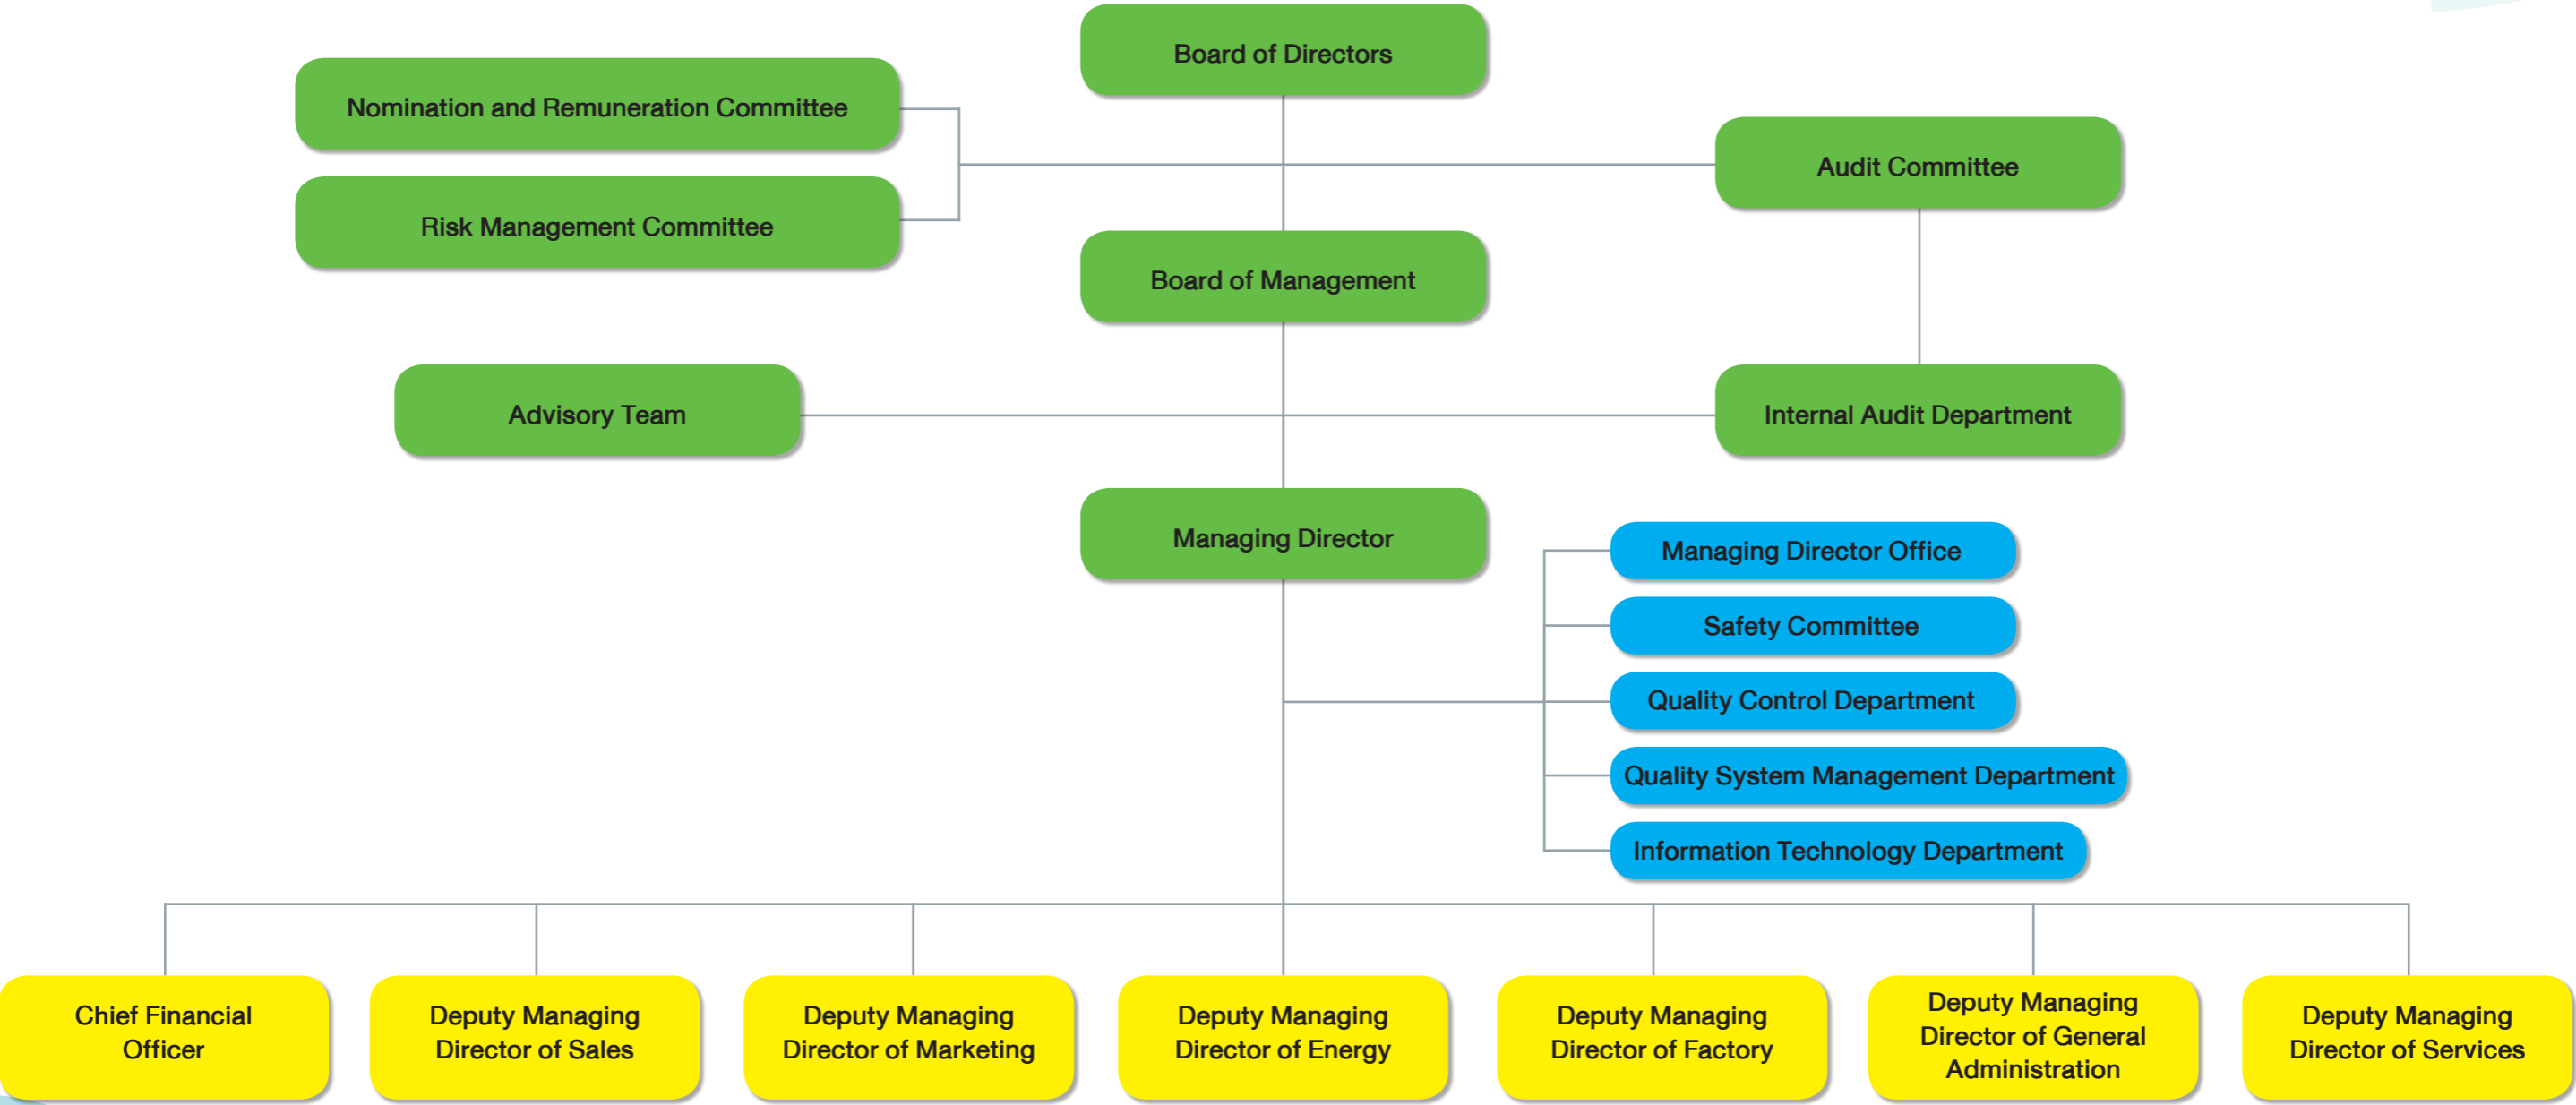 Board of Directors
Nomination and Remuneration Committee
Audit Committee
Risk Management Committee
Board of Management
Advisory Team
Internal Audit Department
Managing Director
Managing Director Office
Safety Committee
Quality Control Department
Quality System Management Department
Information Technology Department
Chief Financial
Officer
Deputy Managing
Director of Sales
Deputy Managing
Director of Marketing
Deputy Managing
Director of Energy
Deputy Managing
Director of Factory
Deputy Managing
Director of General
Administration
Deputy Managing
Director of Services